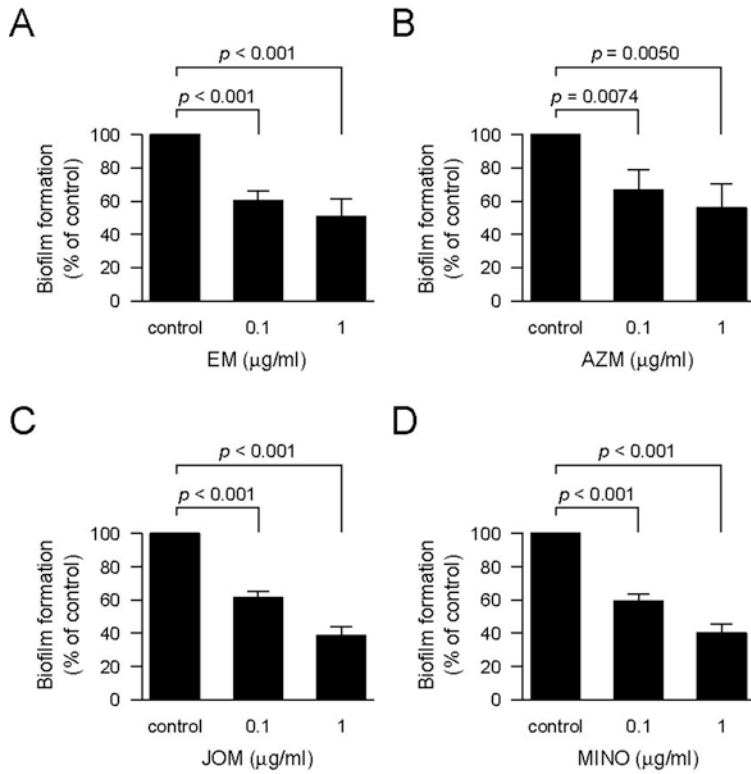 A
p < 0.001
p < 0.001
Biofilm formation
(% of control)
100
80
60
40
20
0
control 0.1 1
EM (μg/ml)
B
p = 0.0050
p = 0.0074
Biofilm formation
(% of control)
100
80
60
40
20
0
control 0.1 1
AZM (μg/ml)
C
p < 0.001
p < 0.001
Biofilm formation
(% of control)
100
80
60
40
20
0
control 0.1 1
JOM (μg/ml)
D
p < 0.001
p < 0.001
Biofilm formation
(% of control)
100
80
60
40
20
0
control 0.1 1
MINO (μg/ml)